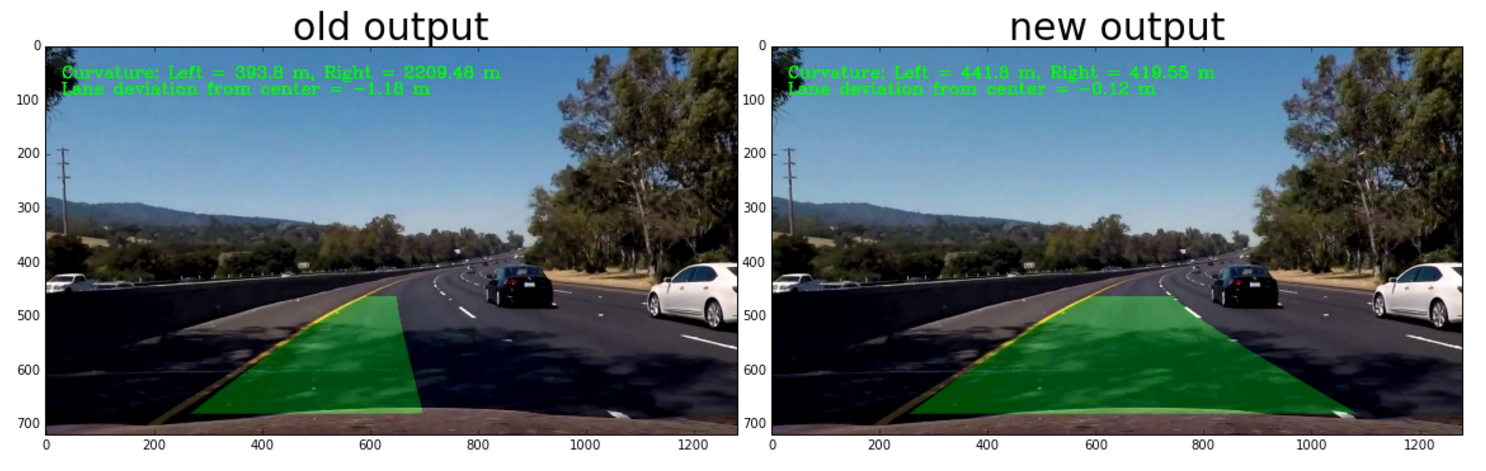 old output
Curvature: Left = 393.8 m, Right = 2209.48 m
Lane deviation from center = -1.18 m
0
100
200
300
400
500
600
700
0 200 400 600 800 1000 1200
new output
Curvature: Left = 441.8 m, Right = 419.55 m
Lane deviation from center = -0.12 m
0
100
200
300
400
500
600
700
0 200 400 600 800 1000 1200